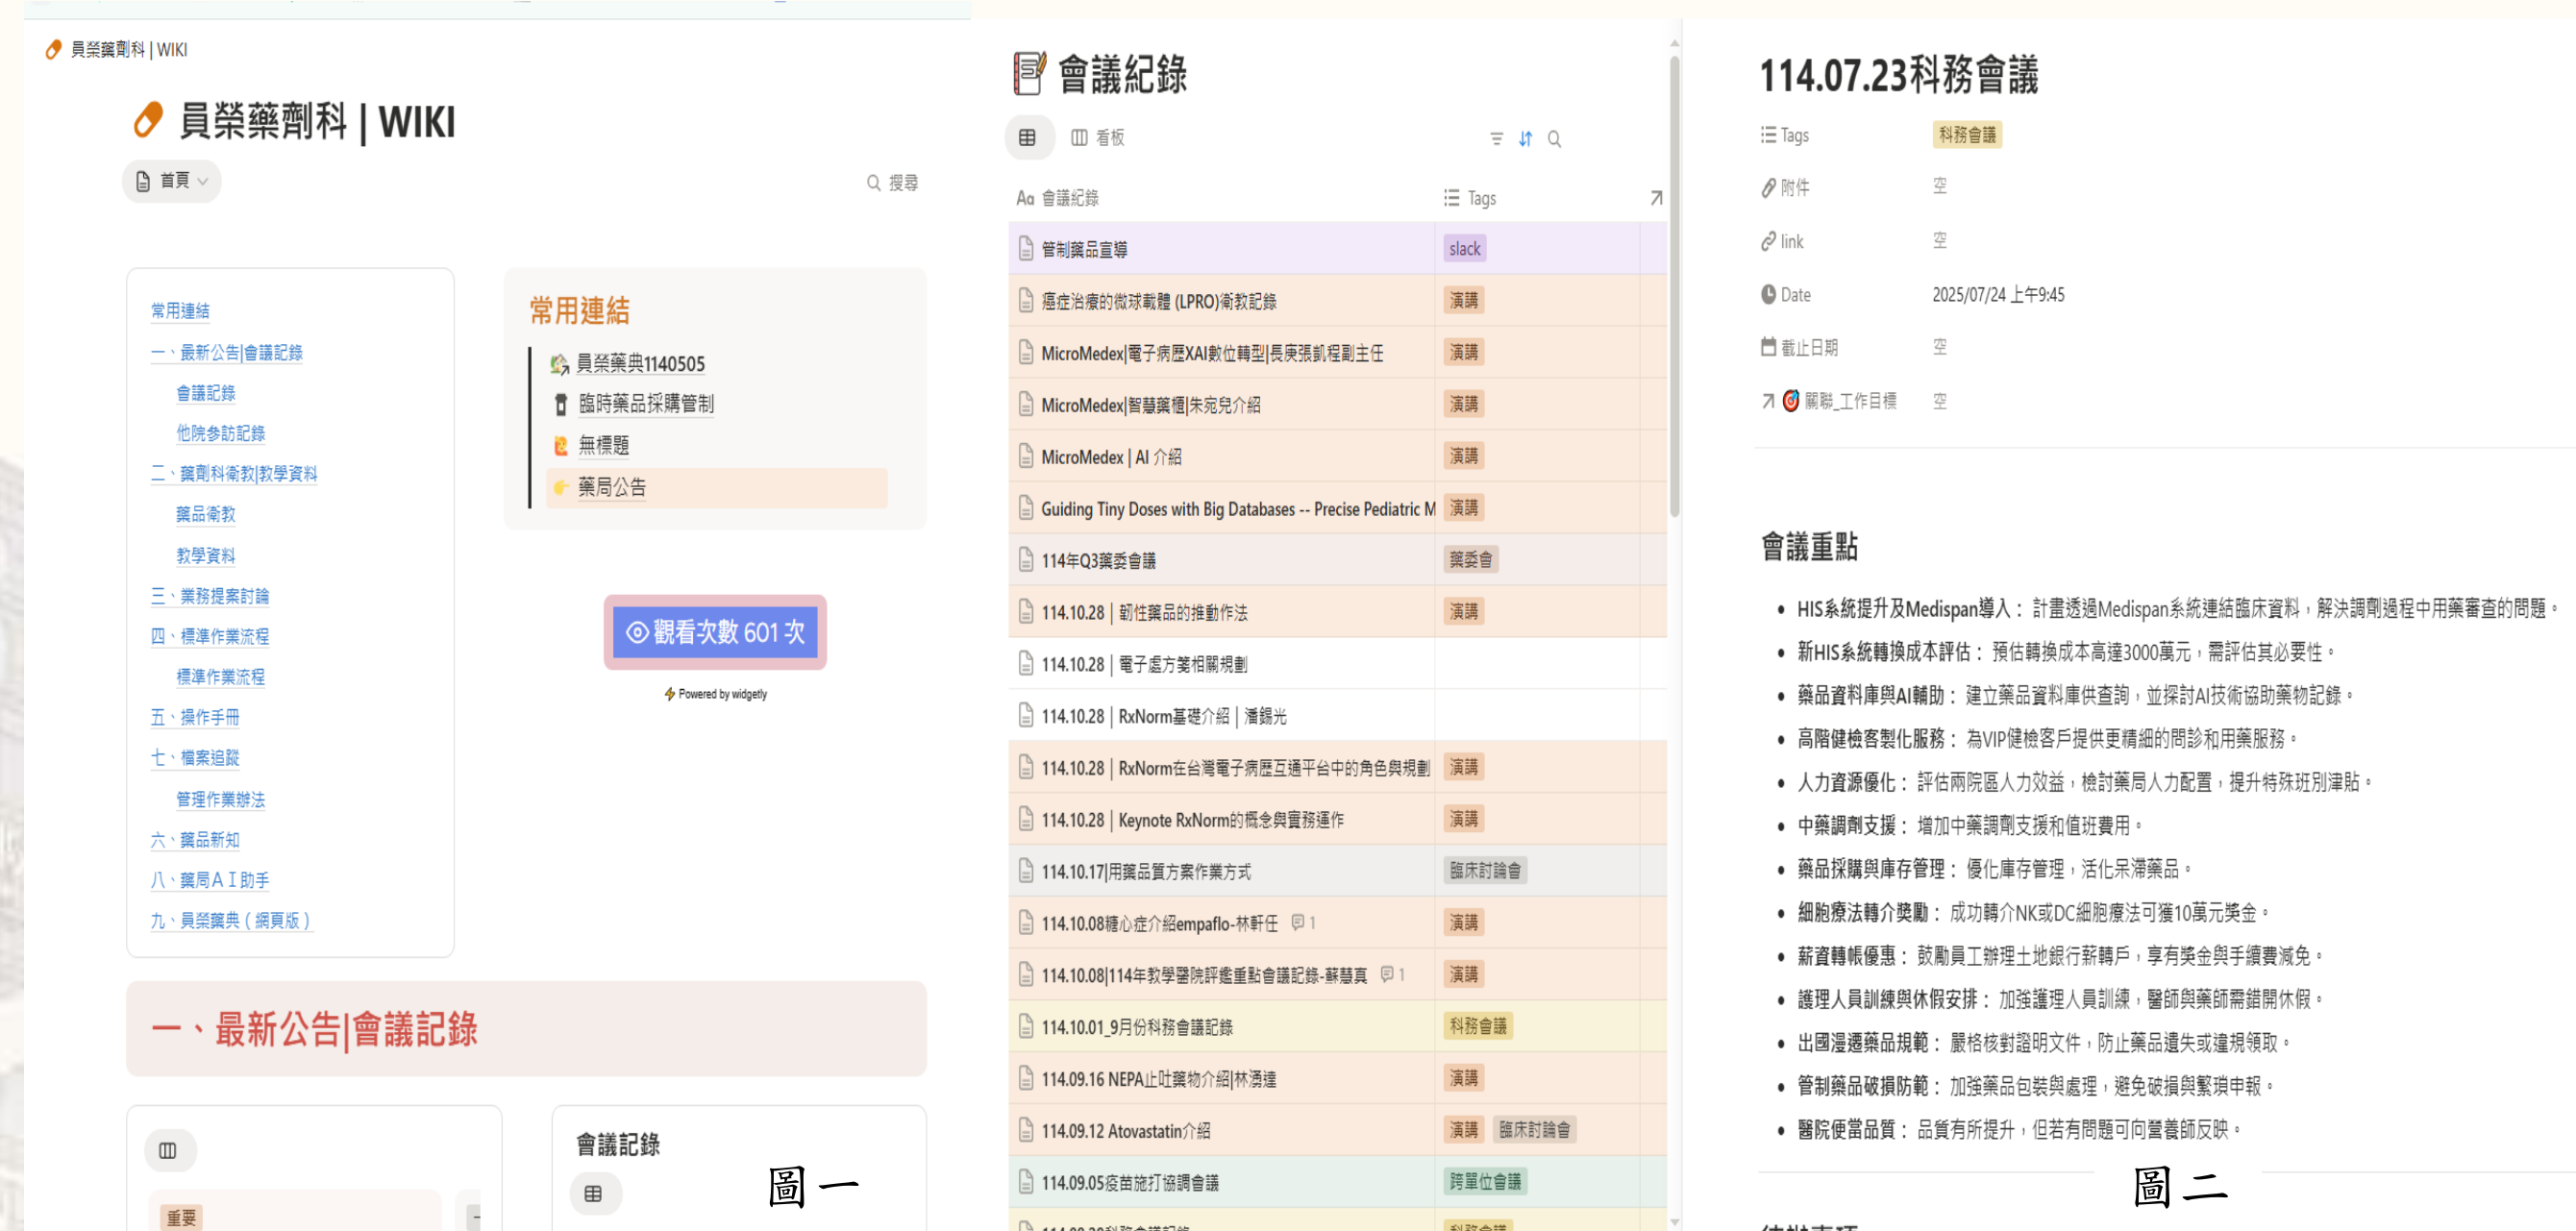 員榮藥劑科 | WIKI
員榮藥劑科 | WIKI
首頁
搜尋
常用連結
一、最新公告|會議記錄
會議記錄
他院參訪記錄
二、藥劑科衛教|教學資料
藥品衛教
教學資料
三、業務提案討論
四、標準作業流程
標準作業流程
五、操作手冊
七、檔案追蹤
管理作業辦法
六、藥品新知
八、藥局AI助手
九、員榮藥典(網頁版)
常用連結
員榮藥典1140505
臨時藥品採購管制
無標題
藥局公告
觀看次數 601 次
Powered by widgetly
一、最新公告|會議記錄
重要
會議記錄
圖一
會議紀錄
看板
Aa 會議紀錄 Tags
管制藥品宣導 slack
癌症治療的微球載體 (LPRO)衛教記錄 演講
MicroMedex|電子病歷XAI數位轉型|長庚張凱程副主任 演講
MicroMedex|智慧藥櫃|朱宛兒介紹 演講
MicroMedex | AI 介紹 演講
Guiding Tiny Doses with Big Databases -- Precise Pediatric M 演講
114年Q3藥委會議 藥委會
114.10.28 | 韌性藥品的推動作法 演講
114.10.28 | 電子處方箋相關規劃
114.10.28 | RxNorm基礎介紹 | 潘錫光
114.10.28 | RxNorm在台灣電子病歷互通平台中的角色與規劃 演講
114.10.28 | Keynote RxNorm的概念與實務運作 演講
114.10.17|用藥品質方案作業方式 臨床討論會
114.10.08糖心症介紹empaflo-林軒任 1 演講
114.10.08|114年教學醫院評鑑重點會議記錄-蘇慧真 1 演講
114.10.01_9月份科務會議記錄 科務會議
114.09.16 NEPA止吐藥物介紹|林湧達 演講
114.09.12 Atovastatin介紹 演講 臨床討論會
114.09.05疫苗施打協調會議 跨單位會議
114.07.23科務會議
Tags 科務會議
附件 空
link 空
Date 2025/07/24 上午9:45
截止日期 空
關聯_工作目標 空
會議重點
• HIS系統提升及Medispan導入：計畫透過Medispan系統連結臨床資料，解決調劑過程中用藥審查的問題。
• 新HIS系統轉換成本評估：預估轉換成本高達3000萬元，需評估其必要性。
• 藥品資料庫與AI輔助：建立藥品資料庫供查詢，並探討AI技術協助藥物記錄。
• 高階健檢客製化服務：為VIP健檢客戶提供更精細的問診和用藥服務。
• 人力資源優化：評估兩院區人力效益，檢討藥局人力配置，提升特殊班別津貼。
• 中藥調劑支援：增加中藥調劑支援和值班費用。
• 藥品採購與庫存管理：優化庫存管理，活化呆滯藥品。
• 細胞療法轉介獎勵：成功轉介NK或DC細胞療法可獲10萬元獎金。
• 薪資轉帳優惠：鼓勵員工辦理土地銀行薪轉戶，享有獎金與手續費減免。
• 護理人員訓練與休假安排：加強護理人員訓練，醫師與藥師需錯開休假。
• 出國漫遊藥品規範：嚴格核對證明文件，防止藥品遺失或違規領取。
• 管制藥品破損防範：加強藥品包裝與處理，避免破損與繁瑣申報。
• 醫院便當品質：品質有所提升，但若有問題可向營養師反映。
圖二